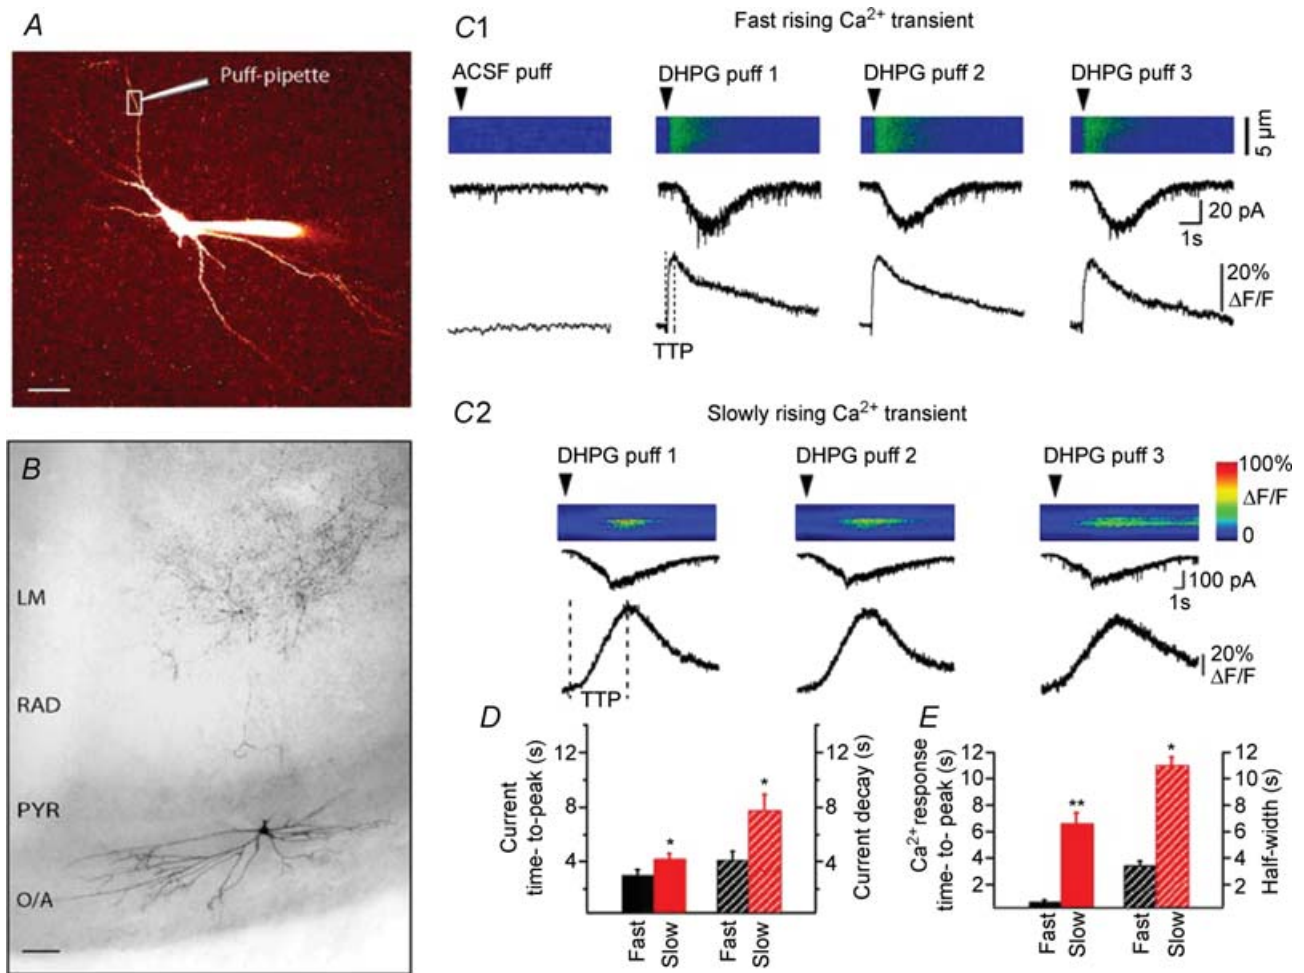 A
Puff-pipette
B
LM
RAD
PYR
O/A
C1 Fast rising Ca²⁺ transient
ACSF puff DHPG puff 1 DHPG puff 2 DHPG puff 3
5 µm
20 pA
1s
20%
ΔF/F
TTP
C2 Slowly rising Ca²⁺ transient
DHPG puff 1 DHPG puff 2 DHPG puff 3
100%
ΔF/F
0
100 pA
1s
20%
ΔF/F
TTP
D
Current
time- to-peak (s)
12
8
4
* *
12
8
4
Current decay (s)
Fast Slow Fast Slow
E
Ca²⁺ response
time- to- peak (s)
12
10
8
6
4
2
** *
12
10
8
6
4
2
Half-width (s)
Fast Slow Fast Slow